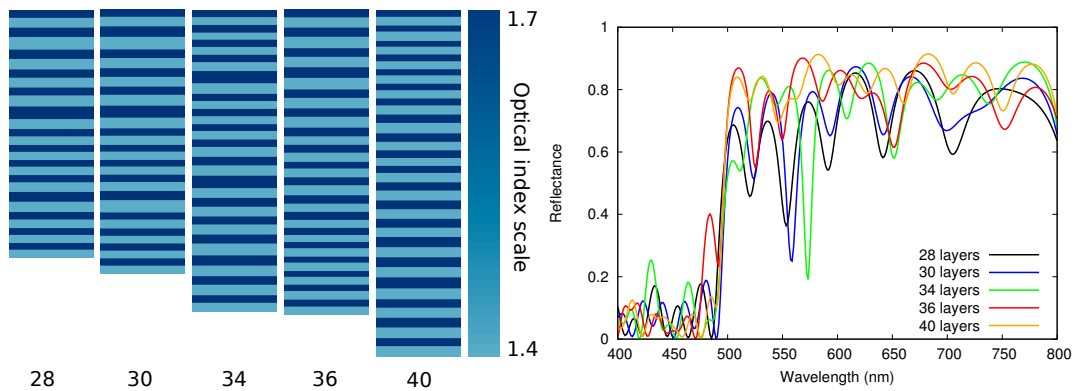 1.7
Optical index scale
1.4
28 30 34 36 40
Reflectance
1
0.8
0.6
0.4
0.2
0
28 layers
30 layers
34 layers
36 layers
40 layers
400 450 500 550 600 650 700 750 800
Wavelength (nm)